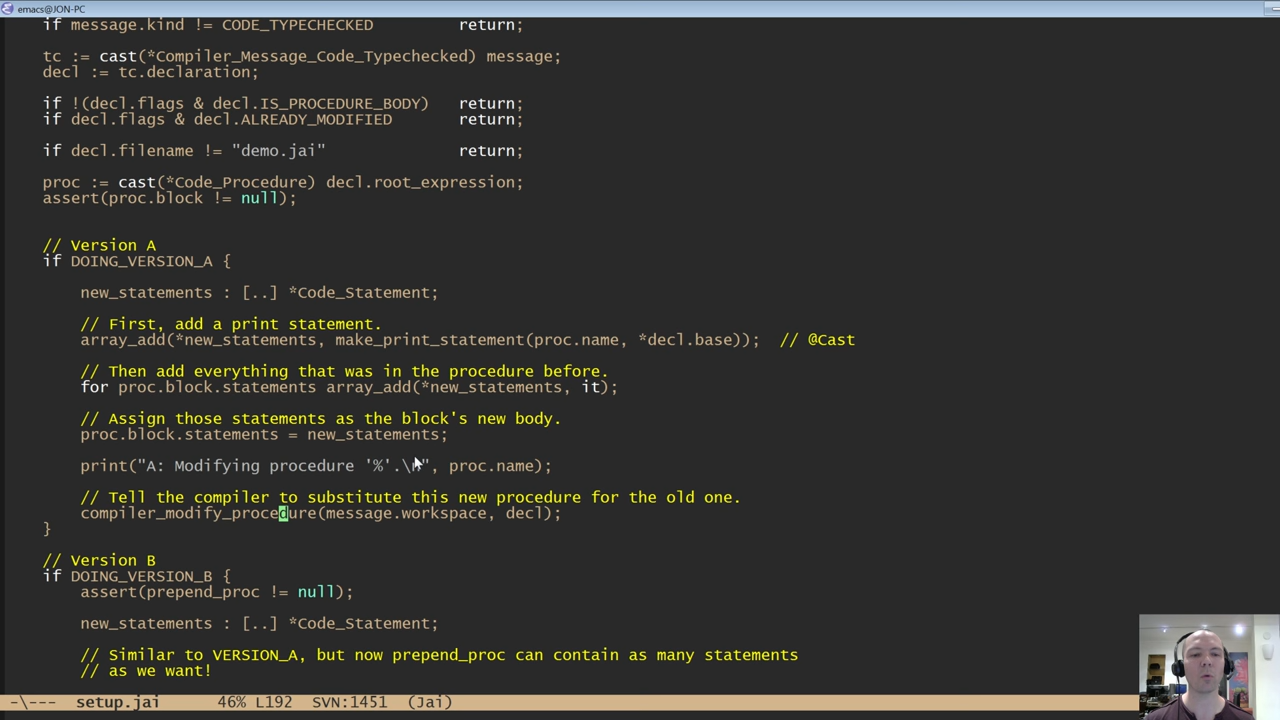 emacs@JON-PC
if message.kind != CODE_TYPECHECKED return;
tc := cast(*Compiler_Message_Code_Typechecked) message;
decl := tc.declaration;
if !(decl.flags & decl.IS_PROCEDURE_BODY) return;
if decl.flags & decl.ALREADY_MODIFIED return;
if decl.filename != "demo.jai" return;
proc := cast(*Code_Procedure) decl.root_expression;
assert(proc.block != null);
// Version A
if DOING_VERSION_A {
new_statements : [..] *Code_Statement;
// First, add a print statement.
array_add(*new_statements, make_print_statement(proc.name, *decl.base)); // @Cast
// Then add everything that was in the procedure before.
for proc.block.statements array_add(*new_statements, it);
// Assign those statements as the block's new body.
proc.block.statements = new_statements;
print("A: Modifying procedure '%'.\n", proc.name);
// Tell the compiler to substitute this new procedure for the old one.
compiler_modify_procedure(message.workspace, decl);
}
// Version B
if DOING_VERSION_B {
assert(prepend_proc != null);
new_statements : [..] *Code_Statement;
// Similar to VERSION_A, but now prepend_proc can contain as many statements
// as we want!
-\--- setup.jai 46% L192 SVN:1451 (Jai)